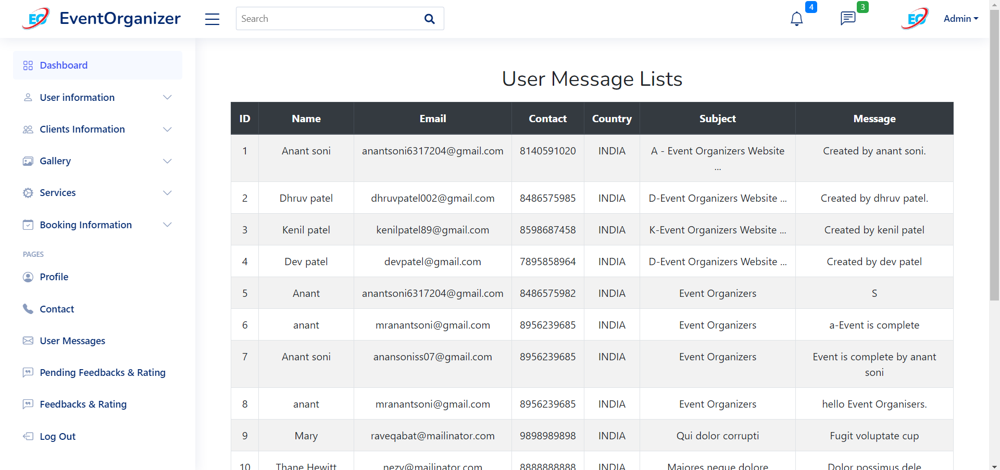 EO EventOrganizer Search 4 3 EO Admin
Dashboard
User information
Clients Information
Gallery
Services
Booking Information
PAGES
Profile
Contact
User Messages
Pending Feedbacks & Rating
Feedbacks & Rating
Log Out
User Message Lists
ID Name Email Contact Country Subject Message
1 Anant soni anantsoni6317204@gmail.com 8140591020 INDIA A - Event Organizers Website Created by anant soni.
...
2 Dhruv patel dhruvpatel002@gmail.com 8486575985 INDIA D-Event Organizers Website ... Created by dhruv patel.
3 Kenil patel kenilpatel89@gmail.com 8598687458 INDIA K-Event Organizers Website ... Created by kenil patel
4 Dev patel devpatel@gmail.com 7895858964 INDIA D-Event Organizers Website ... Created by dev patel
5 Anant anantsoni6317204@gmail.com 8486575982 INDIA Event Organizers S
6 anant mranantsoni@gmail.com 8956239685 INDIA Event Organizers a-Event is complete
7 Anant soni anansoniss07@gmail.com 8956239685 INDIA Event Organizers Event is complete by anant
soni
8 anant mranantsoni@gmail.com 8956239685 INDIA Event Organizers hello Event Organisers.
9 Mary raveqabat@mailinator.com 9898989898 INDIA Qui dolor corrupti Fugit voluptate cup
10 Thane Hewitt nezy@mailinator.com 8888888888 INDIA Maiores neque dolore Dolor possimus dele